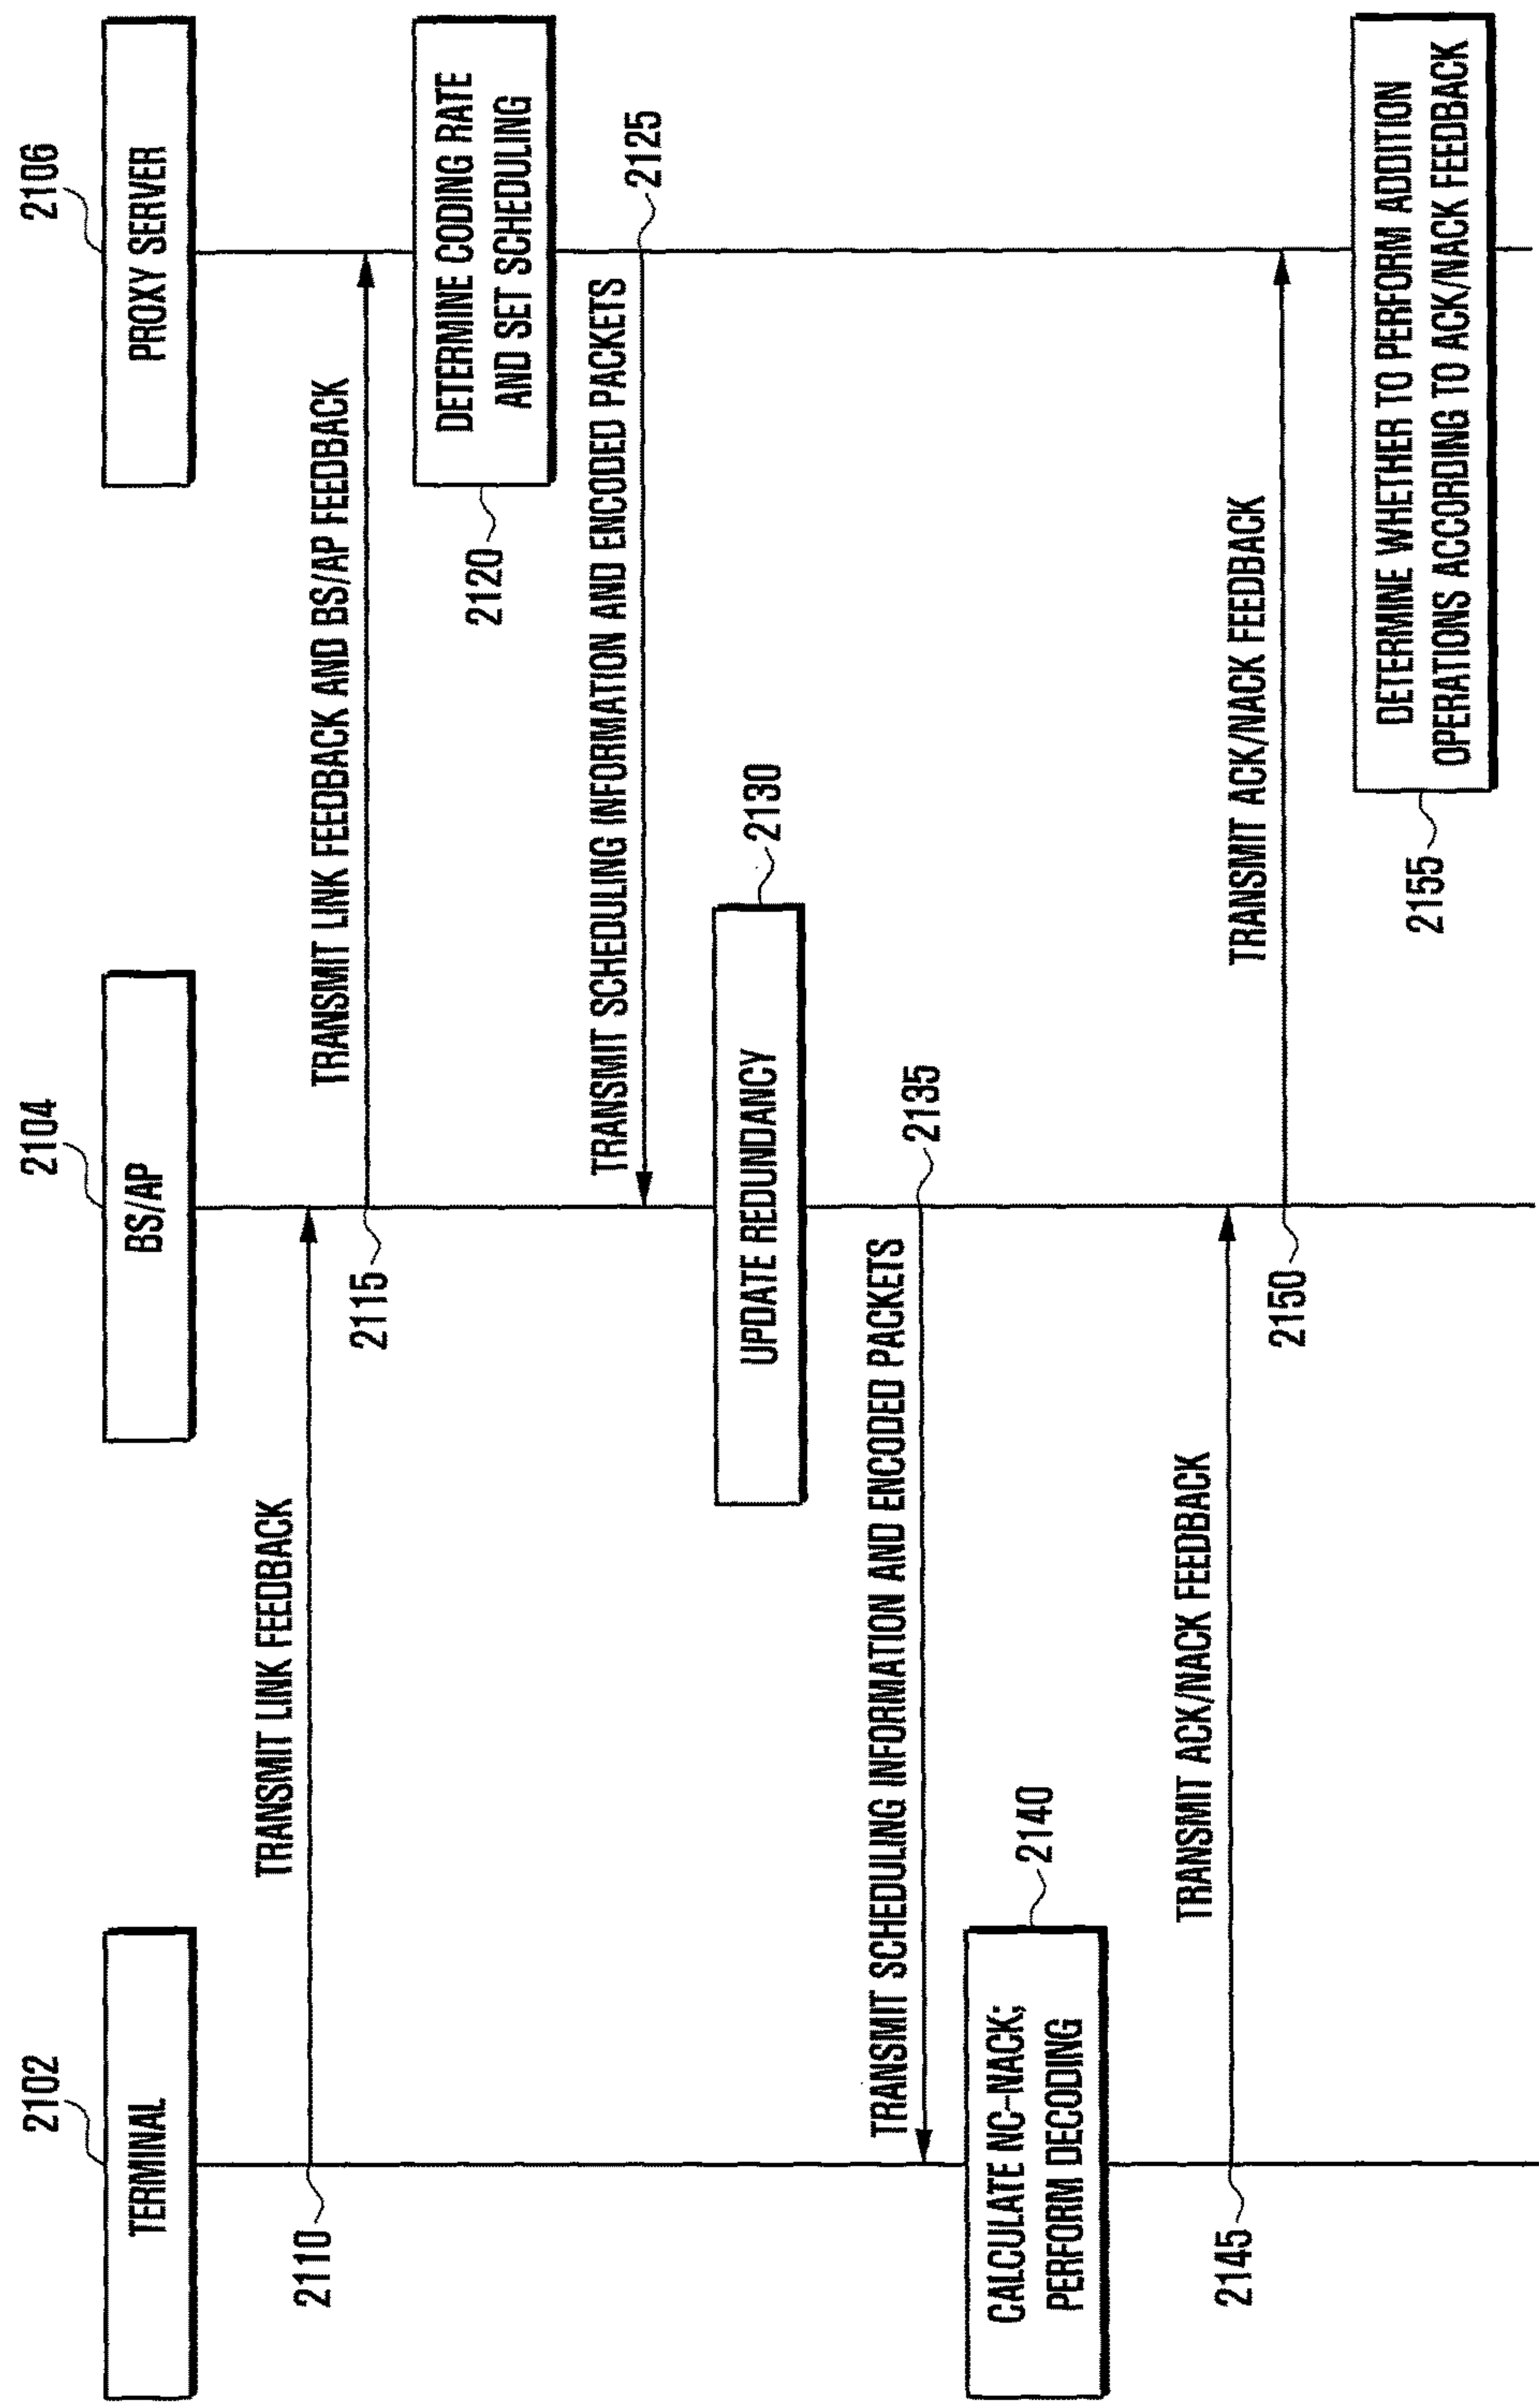 2102
2104
2106
TERMINAL
BS/AP
PROXY SERVER
TRANSMIT LINK FEEDBACK
2110
TRANSMIT LINK FEEDBACK AND BS/AP FEEDBACK
2115
DETERMINE CODING RATE
AND SET SCHEDULING
2120
TRANSMIT SCHEDULING INFORMATION AND ENCODED PACKETS
2125
UPDATE REDUNDANCY
2130
TRANSMIT SCHEDULING INFORMATION AND ENCODED PACKETS
2135
CALCULATE NC-NACK;
PERFORM DECODING
2140
TRANSMIT ACK/NACK FEEDBACK
2145
TRANSMIT ACK/NACK FEEDBACK
2150
DETERMINE WHETHER TO PERFORM ADDITION
OPERATIONS ACCORDING TO ACK/NACK FEEDBACK
2155